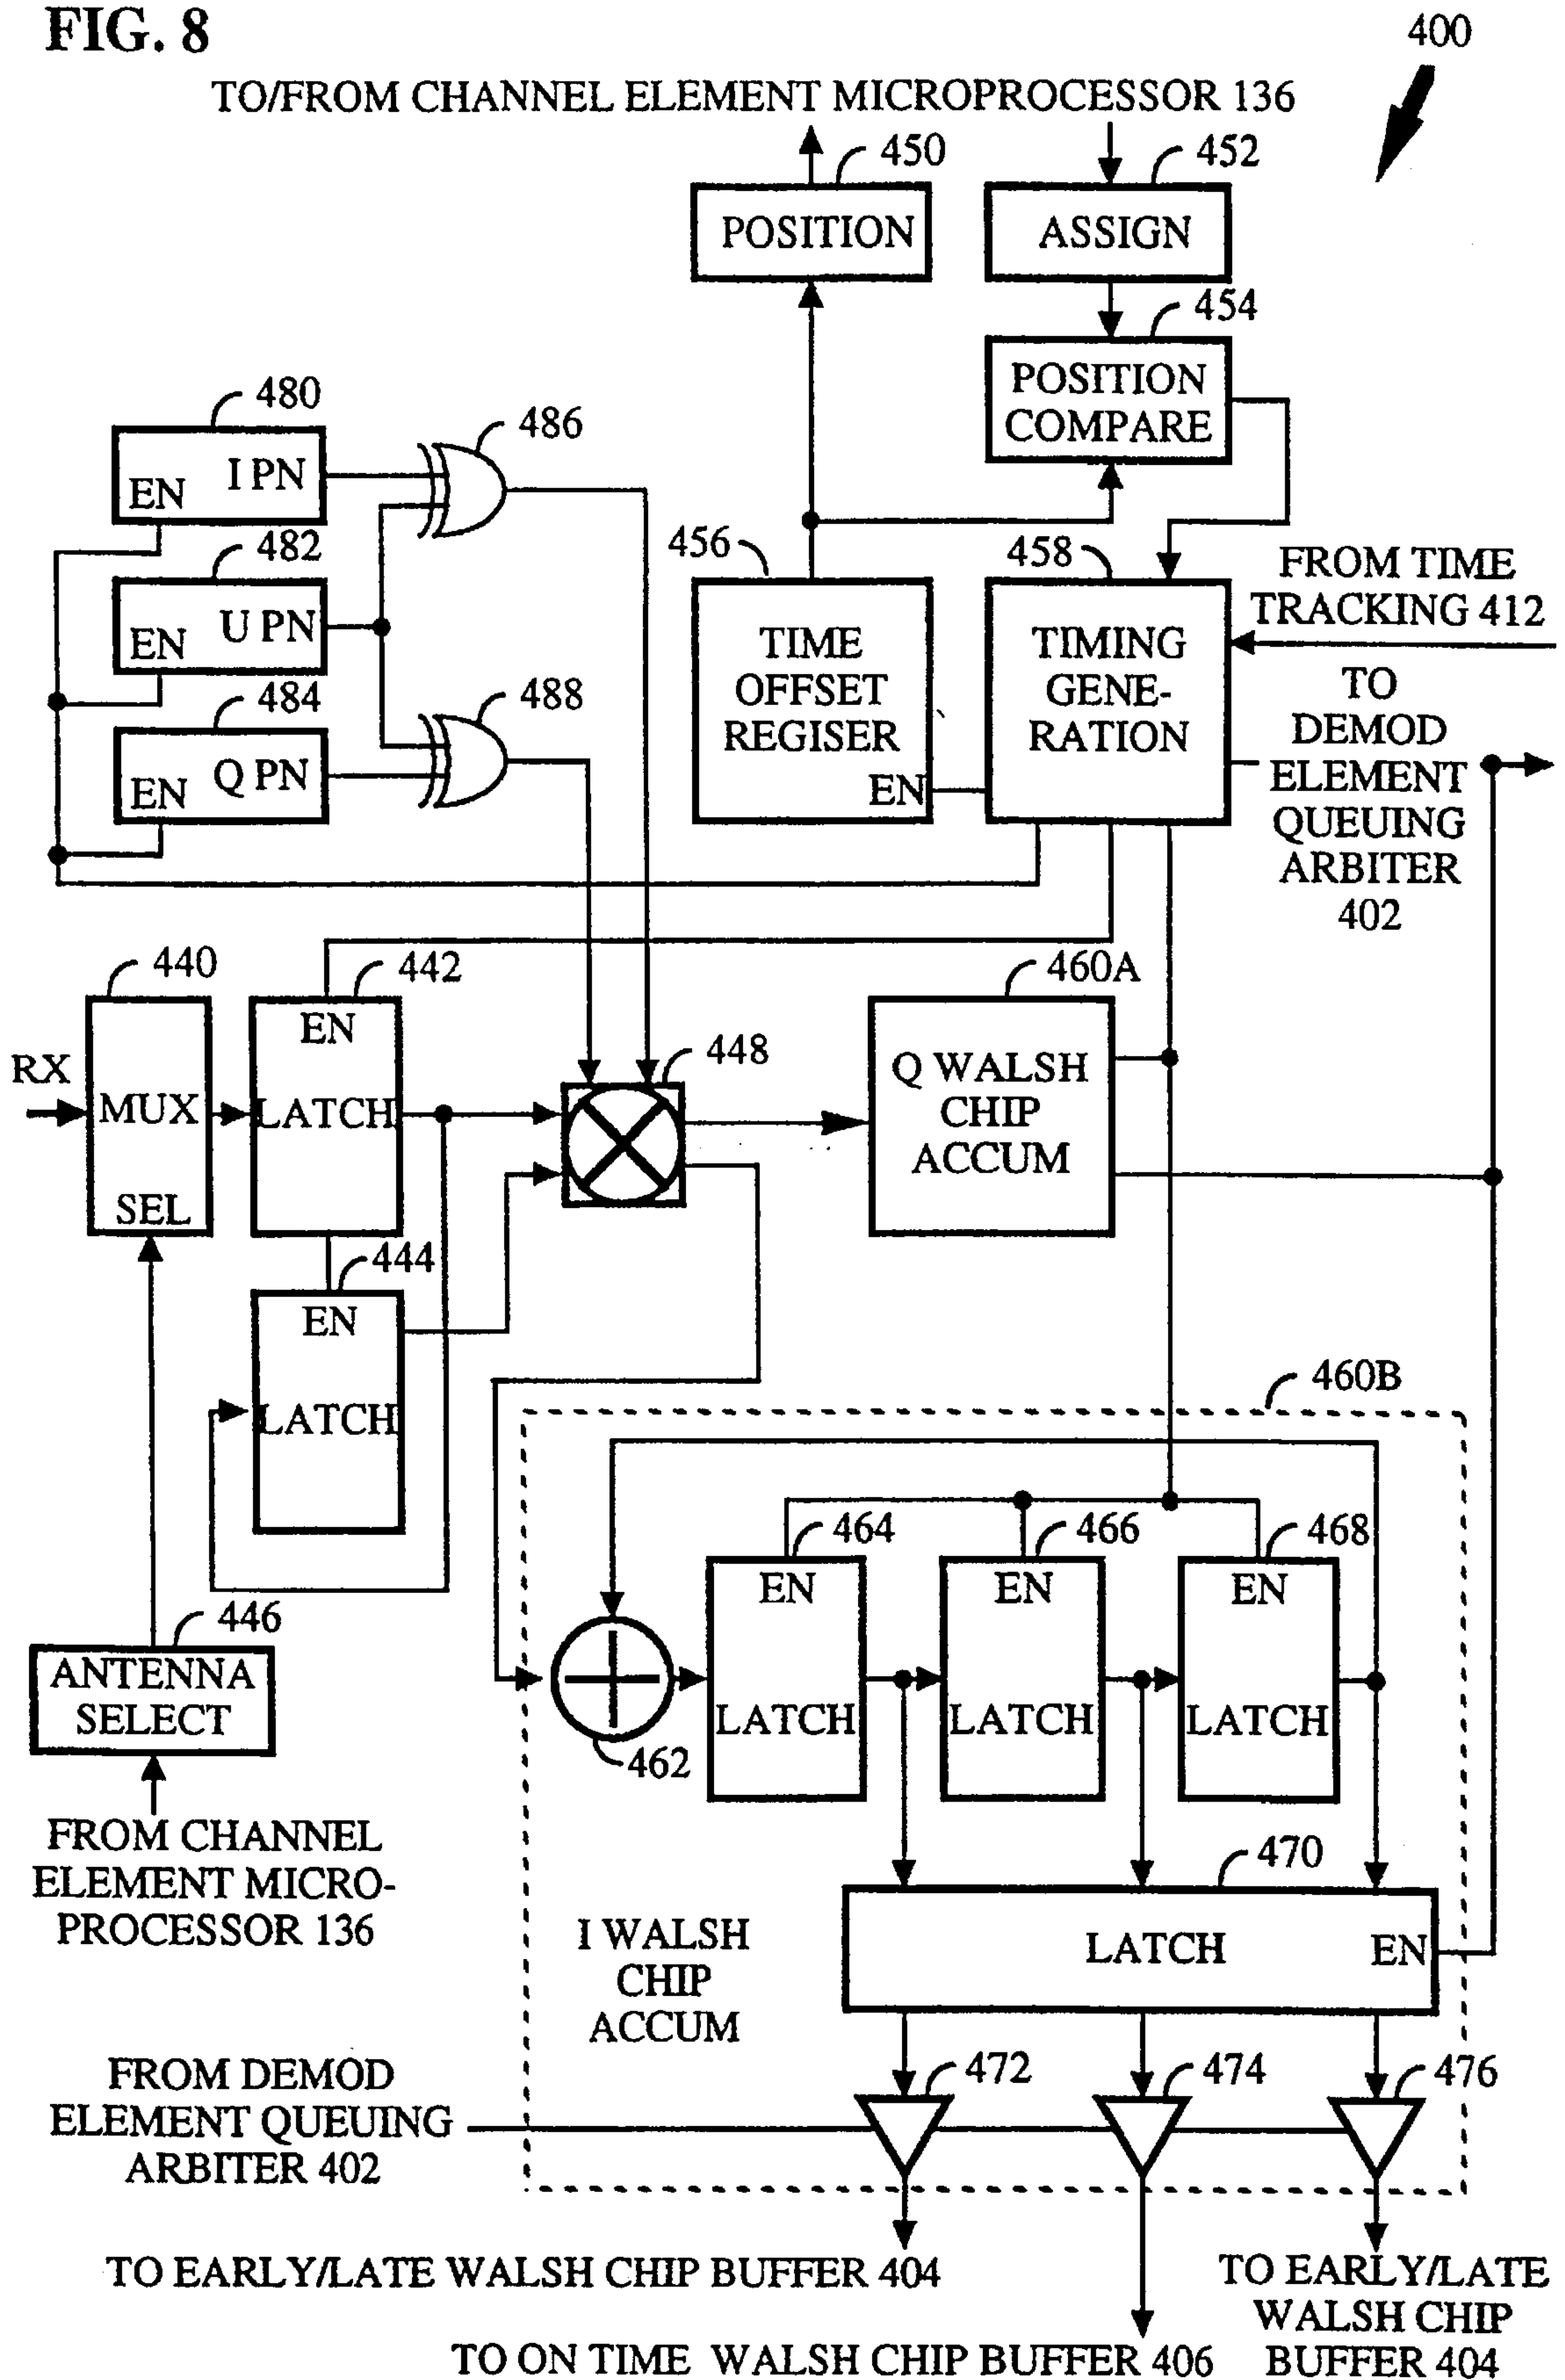 FIG. 8
400
TO/FROM CHANNEL ELEMENT MICROPROCESSOR 136
450
452
POSITION
ASSIGN
454
POSITION
COMPARE
480
I PN
EN
486
482
U PN
EN
484
Q PN
EN
488
456
TIME
OFFSET
REGISER
EN
458
TIMING
GENE-
RATION
FROM TIME
TRACKING 412
TO
DEMOD
ELEMENT
QUEUING
ARBITER
402
440
RX
MUX
SEL
442
EN
LATCH
444
EN
LATCH
448
460A
Q WALSH
CHIP
ACCUM
446
ANTENNA
SELECT
FROM CHANNEL
ELEMENT MICRO-
PROCESSOR 136
460B
462
464
EN
LATCH
466
EN
LATCH
468
EN
LATCH
470
LATCH
EN
I WALSH
CHIP
ACCUM
FROM DEMOD
ELEMENT QUEUING
ARBITER 402
472
474
476
TO EARLY/LATE WALSH CHIP BUFFER 404
TO ON TIME WALSH CHIP BUFFER 406
TO EARLY/LATE
WALSH CHIP
BUFFER 404